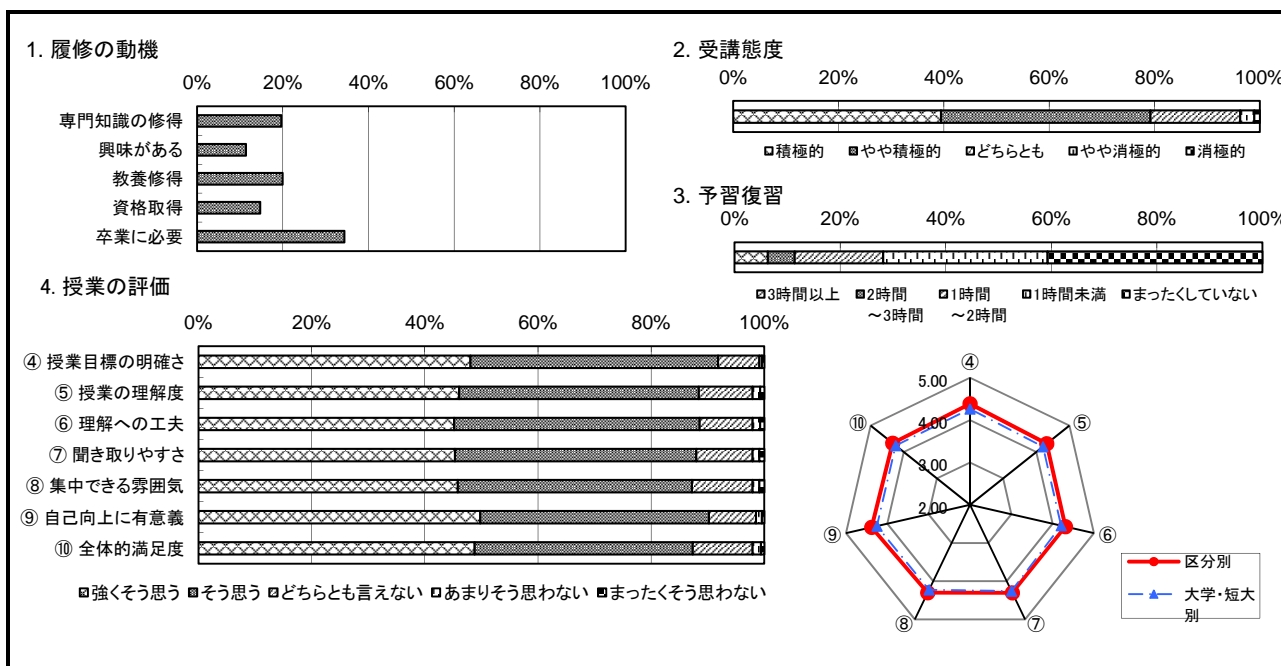 1. 履修の動機
0% 20% 40% 60% 80% 100%
専門知識の修得
興味がある
教養修得
資格取得
卒業に必要
2. 受講態度
0% 20% 40% 60% 80% 100%
積極的 やや積極的 どちらとも やや消極的 消極的
3. 予習復習
0% 20% 40% 60% 80% 100%
3時間以上 2時間 1時間 1時間未満 まったくしていない
～3時間 ～2時間
4. 授業の評価
0% 20% 40% 60% 80% 100%
④ 授業目標の明確さ
⑤ 授業の理解度
⑥ 理解への工夫
⑦ 聞き取りやすさ
⑧ 集中できる雰囲気
⑨ 自己向上に有意義
⑩ 全体的満足度
強くそう思う そう思う どちらとも言えない あまりそう思わない まったくそう思わない
④
5.00
⑩ ⑤
4.00
3.00
2.00
⑨ ⑥
⑧ ⑦
区分別
大学・短大
別